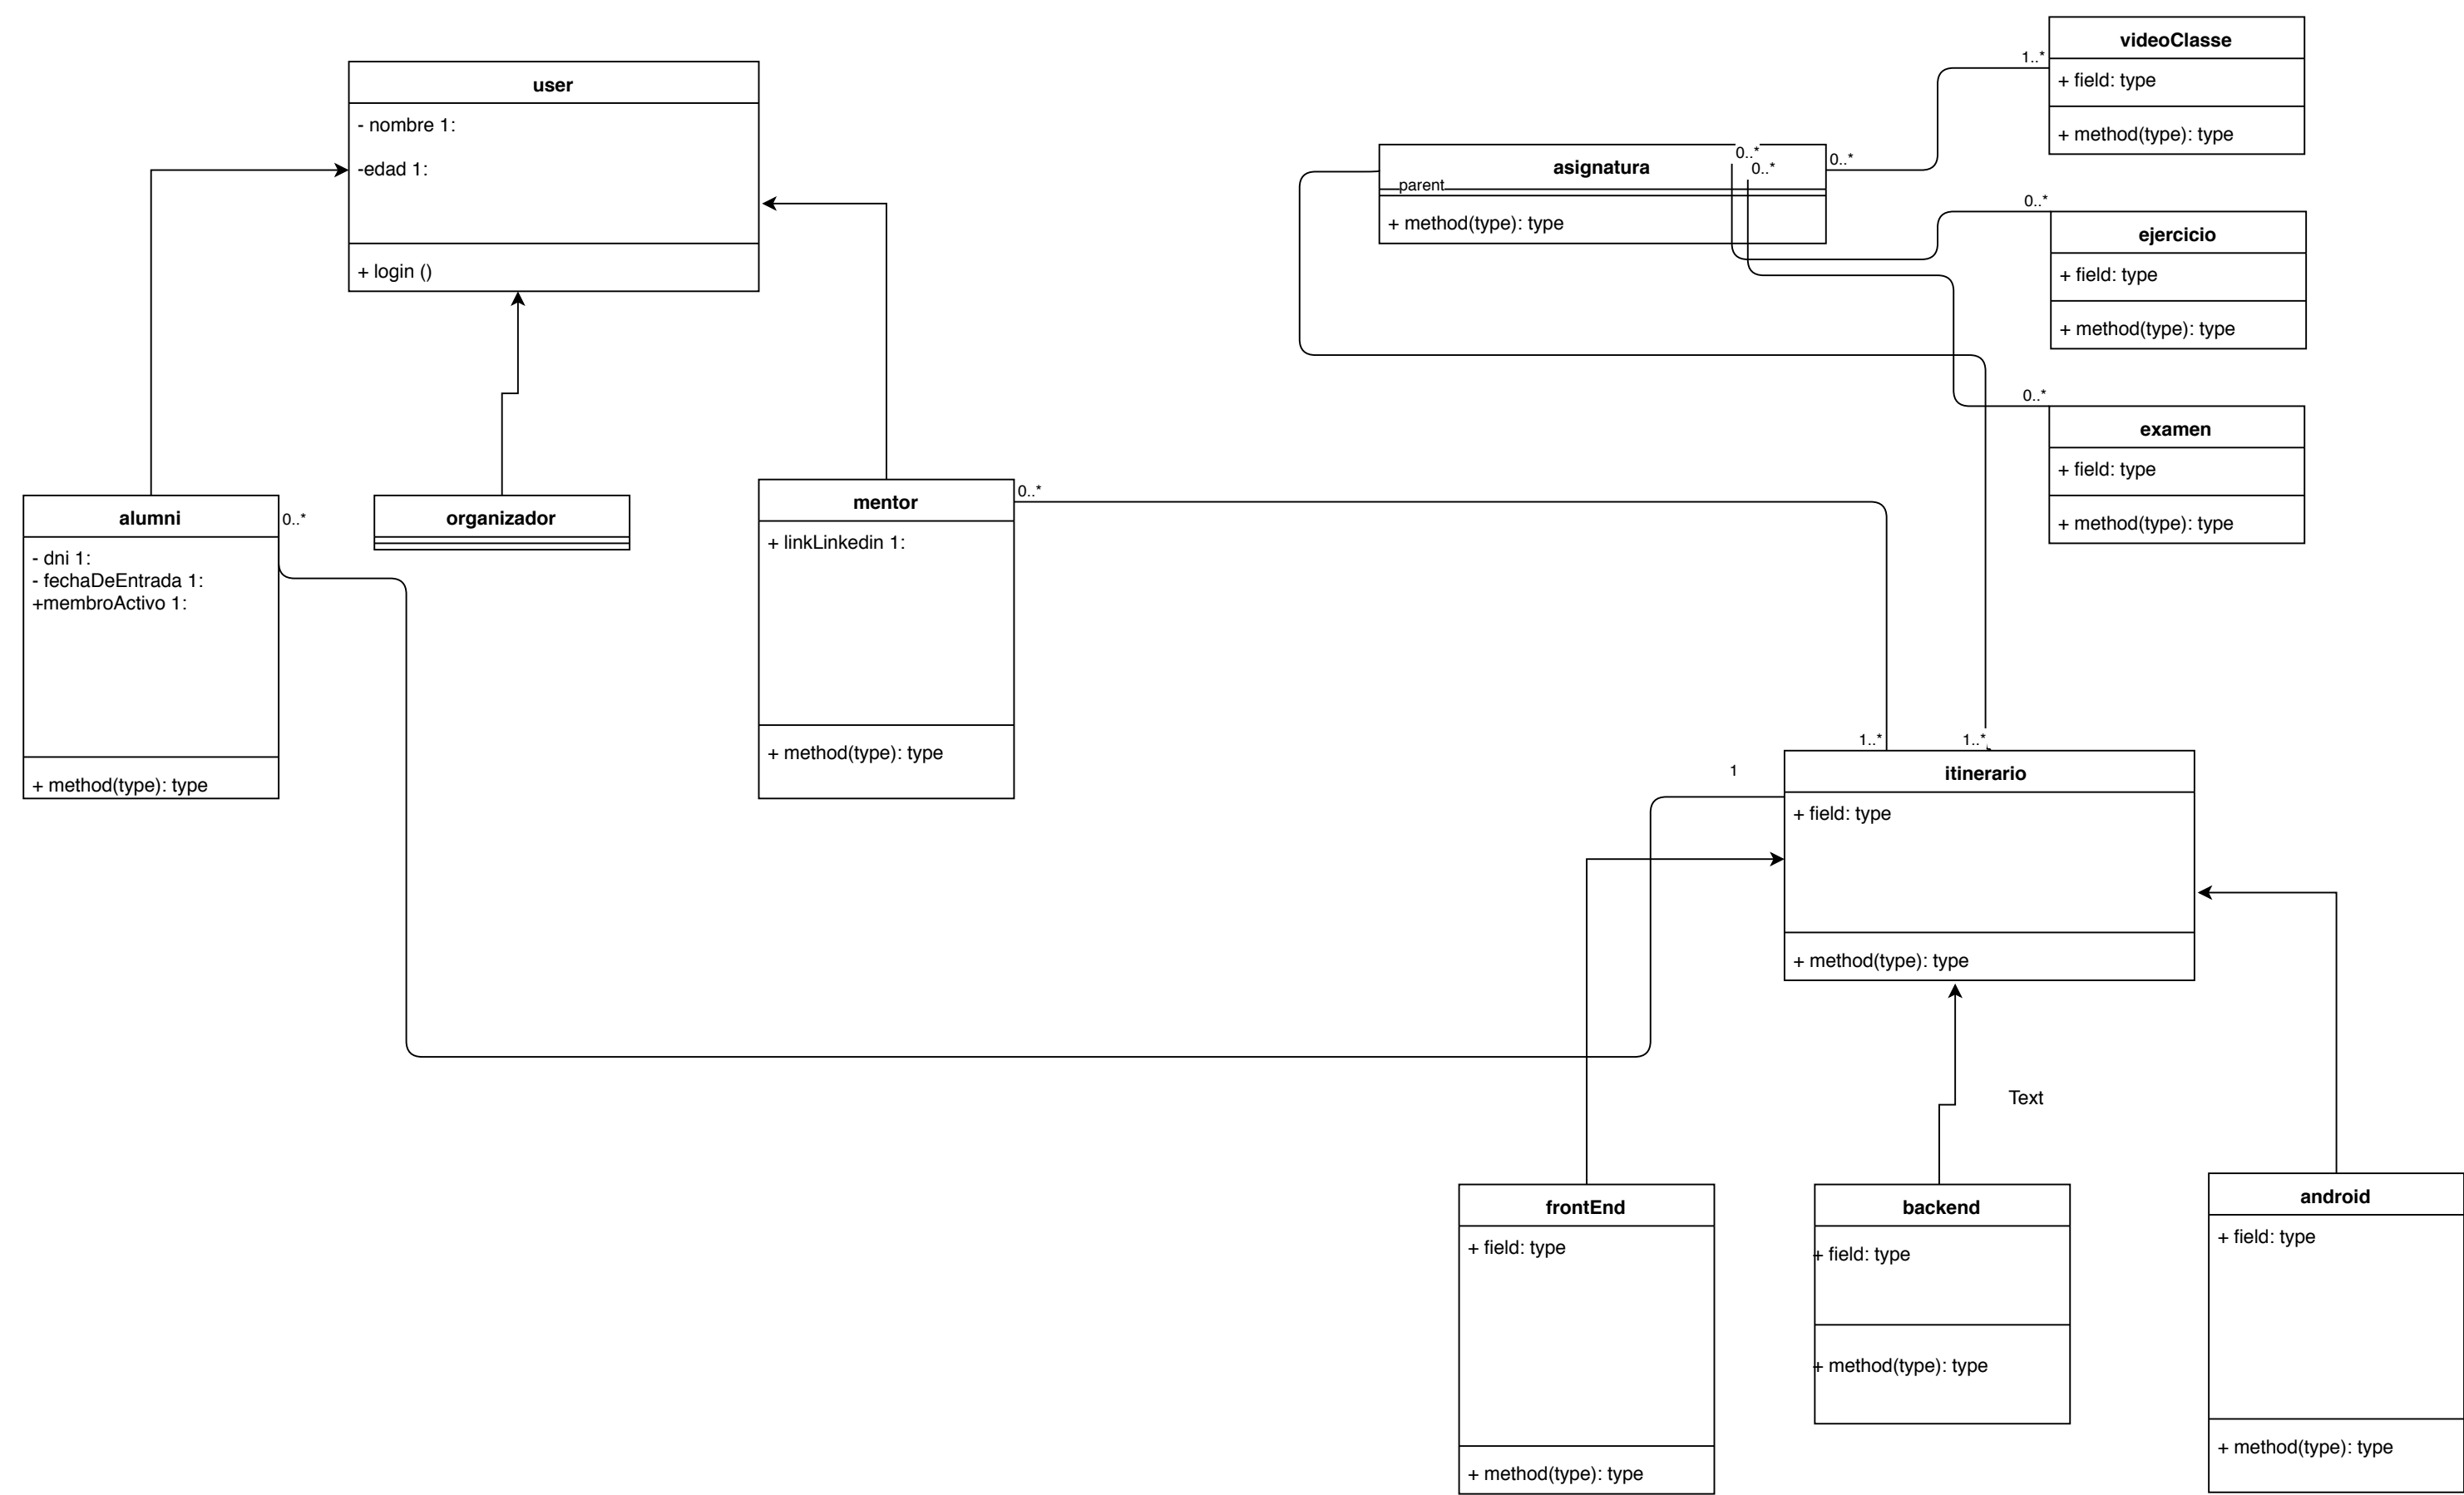 user
- nombre 1:
-edad 1:
+ login ()
asignatura
0..*
0..*
0..*
parent
+ method(type): type
videoClasse
1..*
+ field: type
+ method(type): type
0..*
ejercicio
+ field: type
+ method(type): type
0..*
examen
+ field: type
+ method(type): type
alumni
0..*
- dni 1:
- fechaDeEntrada 1:
+membroActivo 1:
+ method(type): type
organizador
mentor
0..*
+ linkLinkedin 1:
+ method(type): type
1..*
1..*
1
itinerario
+ field: type
+ method(type): type
Text
frontEnd
+ field: type
+ method(type): type
backend
+ field: type
+ method(type): type
android
+ field: type
+ method(type): type